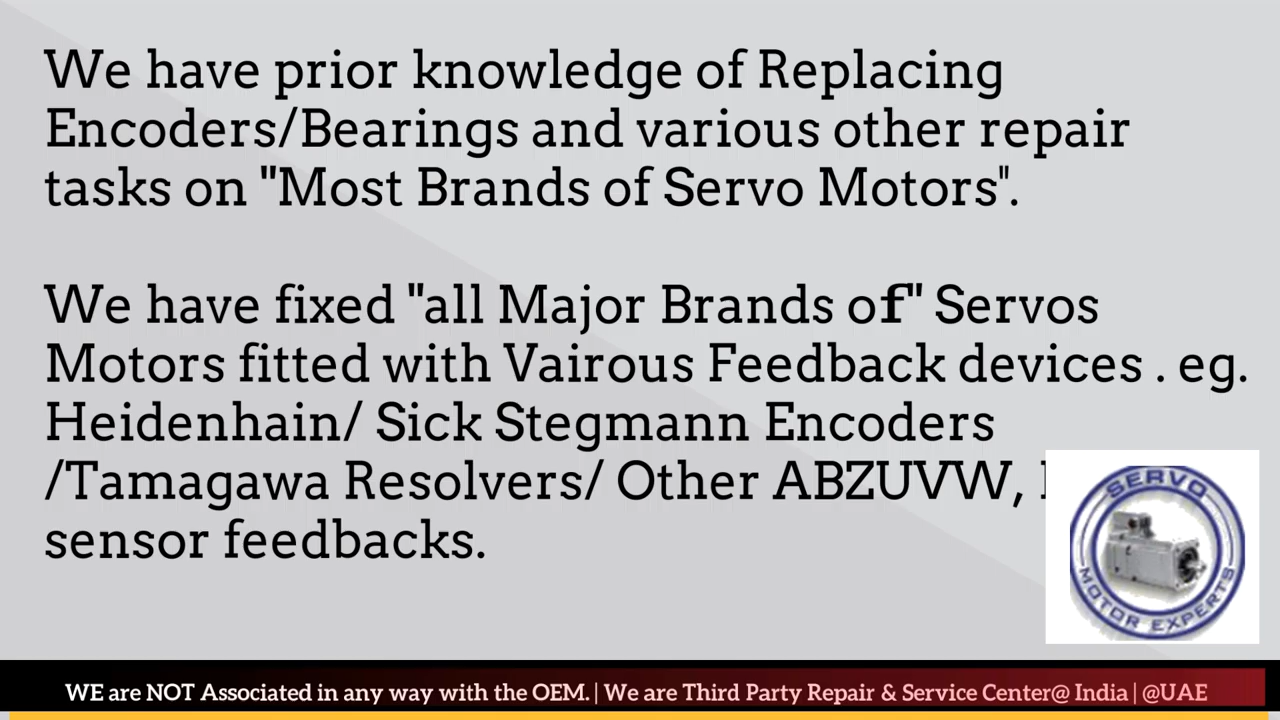 We have prior knowledge of Replacing
Encoders/Bearings and various other repair
tasks on "Most Brands of Servo Motors".
We have fixed "all Major Brands of" Servos
Motors fitted with Vairous Feedback devices . eg.
Heidenhain/ Sick Stegmann Encoders
/Tamagawa Resolvers/ Other ABZUVW,
sensor feedbacks.
SERVO
MOTOR EXPERTS
WE are NOT Associated in any way with the OEM. | We are Third Party Repair & Service Center@ India | @UAE